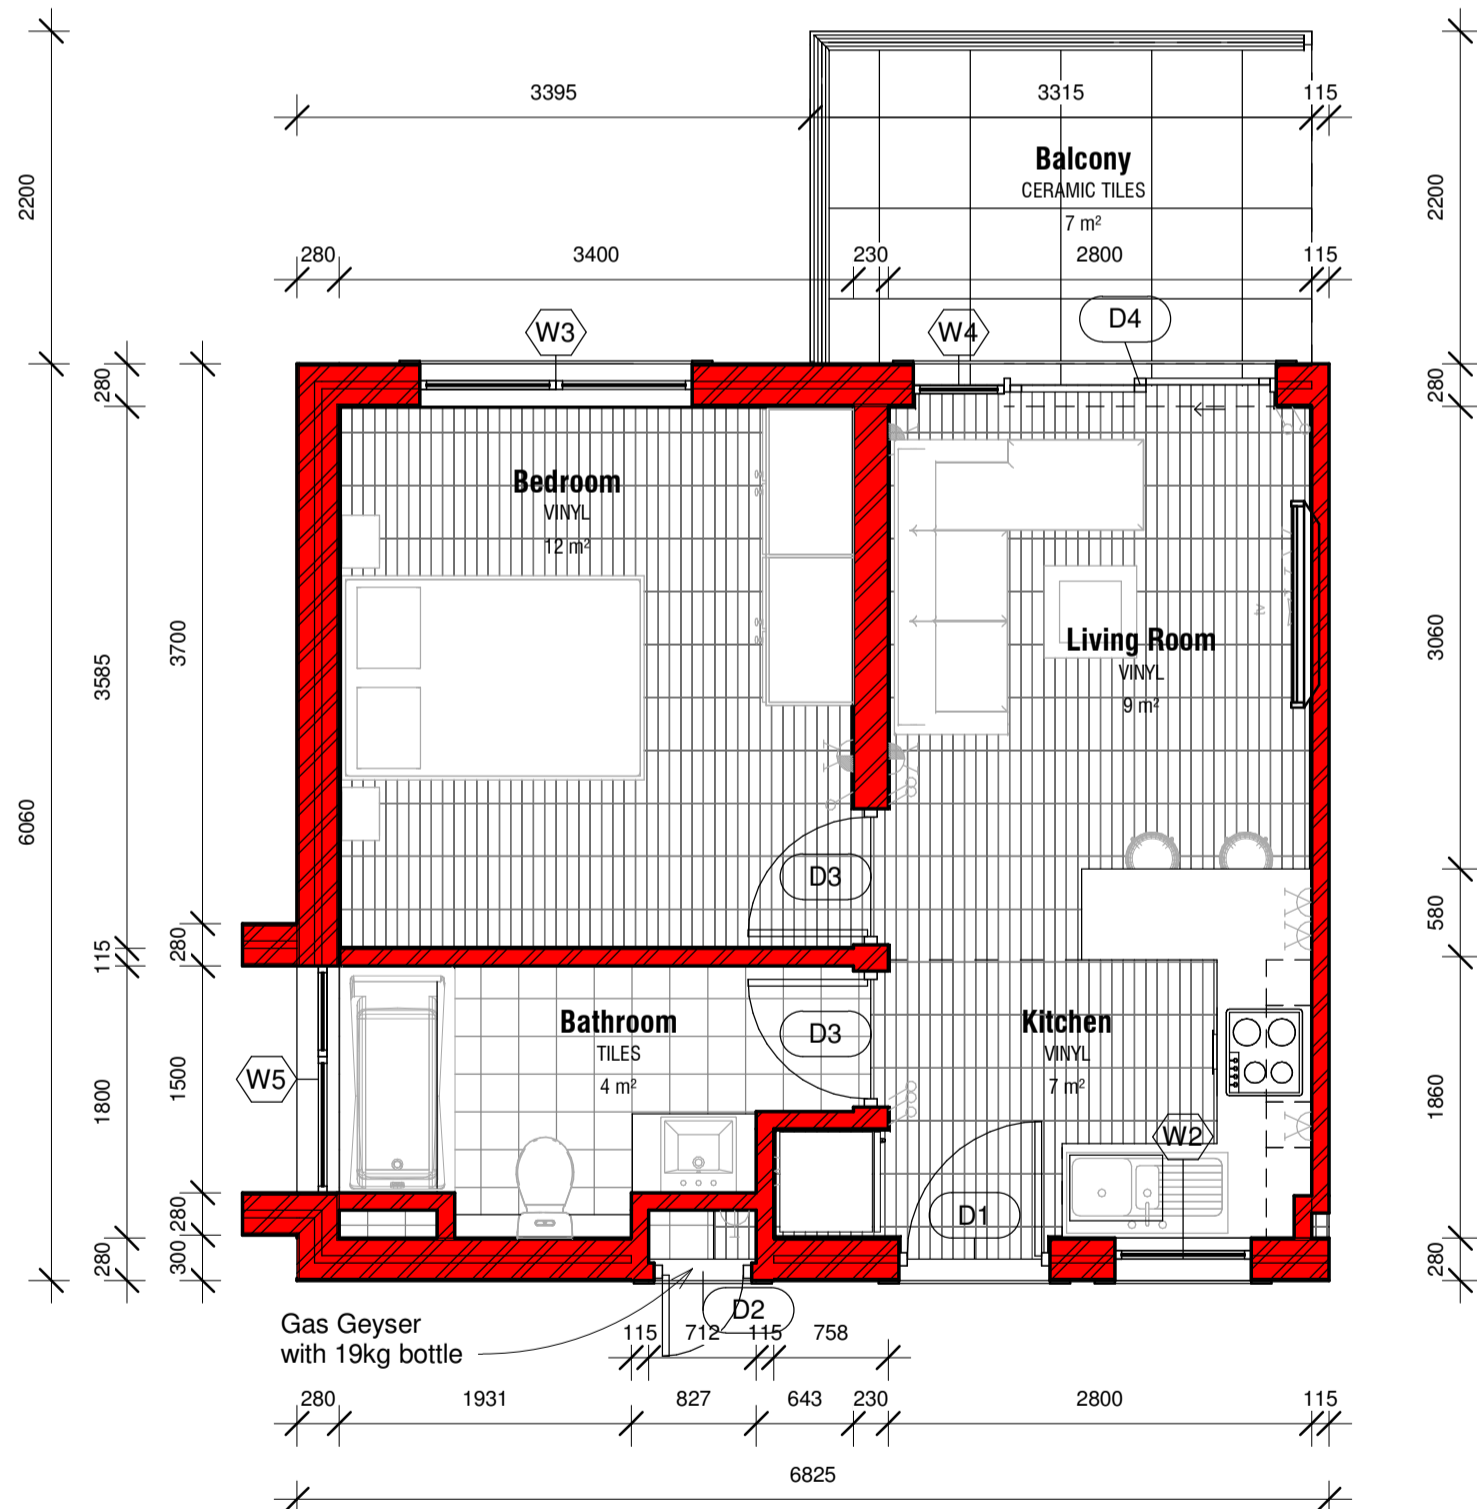 3395
3315
115
2200
2200
Balcony
CERAMIC TILES
7 m²
280
3400
230
2800
115
W3
W4
D4
280
280
Bedroom
VINYL
12 m²
3700
3585
3060
Living Room
VINYL
9 m²
tv
6060
D3
580
280
115
Bathroom
TILES
4 m²
D3
Kitchen
VINYL
7 m²
W5
1500
1800
1860
W2
280
D1
300
280
280
Gas Geyser
with 19kg bottle
D2
115
712
115
758
280
1931
827
643
230
2800
115
6825